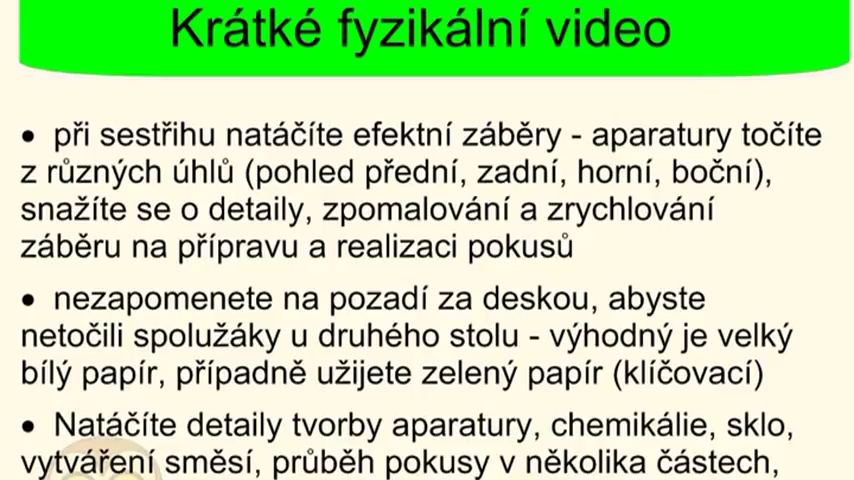 Krátké fyzikální video
• při sestřihu natáčíte efektní záběry - aparatury točíte
z různých úhlů (pohled přední, zadní, horní, boční),
snažíte se o detaily, zpomalování a zrychlování
záběru na přípravu a realizaci pokusů
• nezapomenete na pozadí za deskou, abyste
netočili spolužáky u druhého stolu - výhodný je velký
bílý papír, případně užijete zelený papír (klíčovací)
• Natáčíte detaily tvorby aparatury, chemikálie, sklo,
vytváření směsí, průběh pokusy v několika částech,